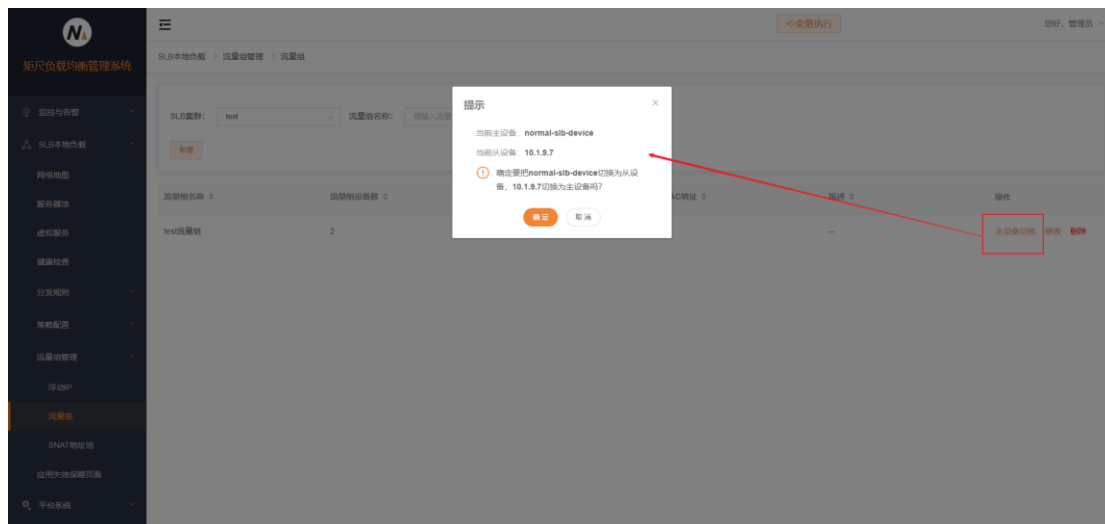 矩尺负载均衡管理系统
变更执行
您好，管理员
SLB本地负载 > 流量组管理 > 流量组
监控与告警
SLB本地负载
网络地图
服务器池
虚拟服务
健康检查
分发规则
策略配置
流量组管理
浮动IP
流量组
SNAT地址池
应用失效保障页面
平台系统
SLB集群: test 流量组名称: 请输入流量
新增
流量组名称 流量组设备数 AC地址 描述 操作
test流量组 2 -- 主设备切换 修改 删除
提示
当前主设备: normal-slb-device
当前从设备: 10.1.9.7
确定要把normal-slb-device切换为从设
备，10.1.9.7切换为主设备吗?
确定 取消